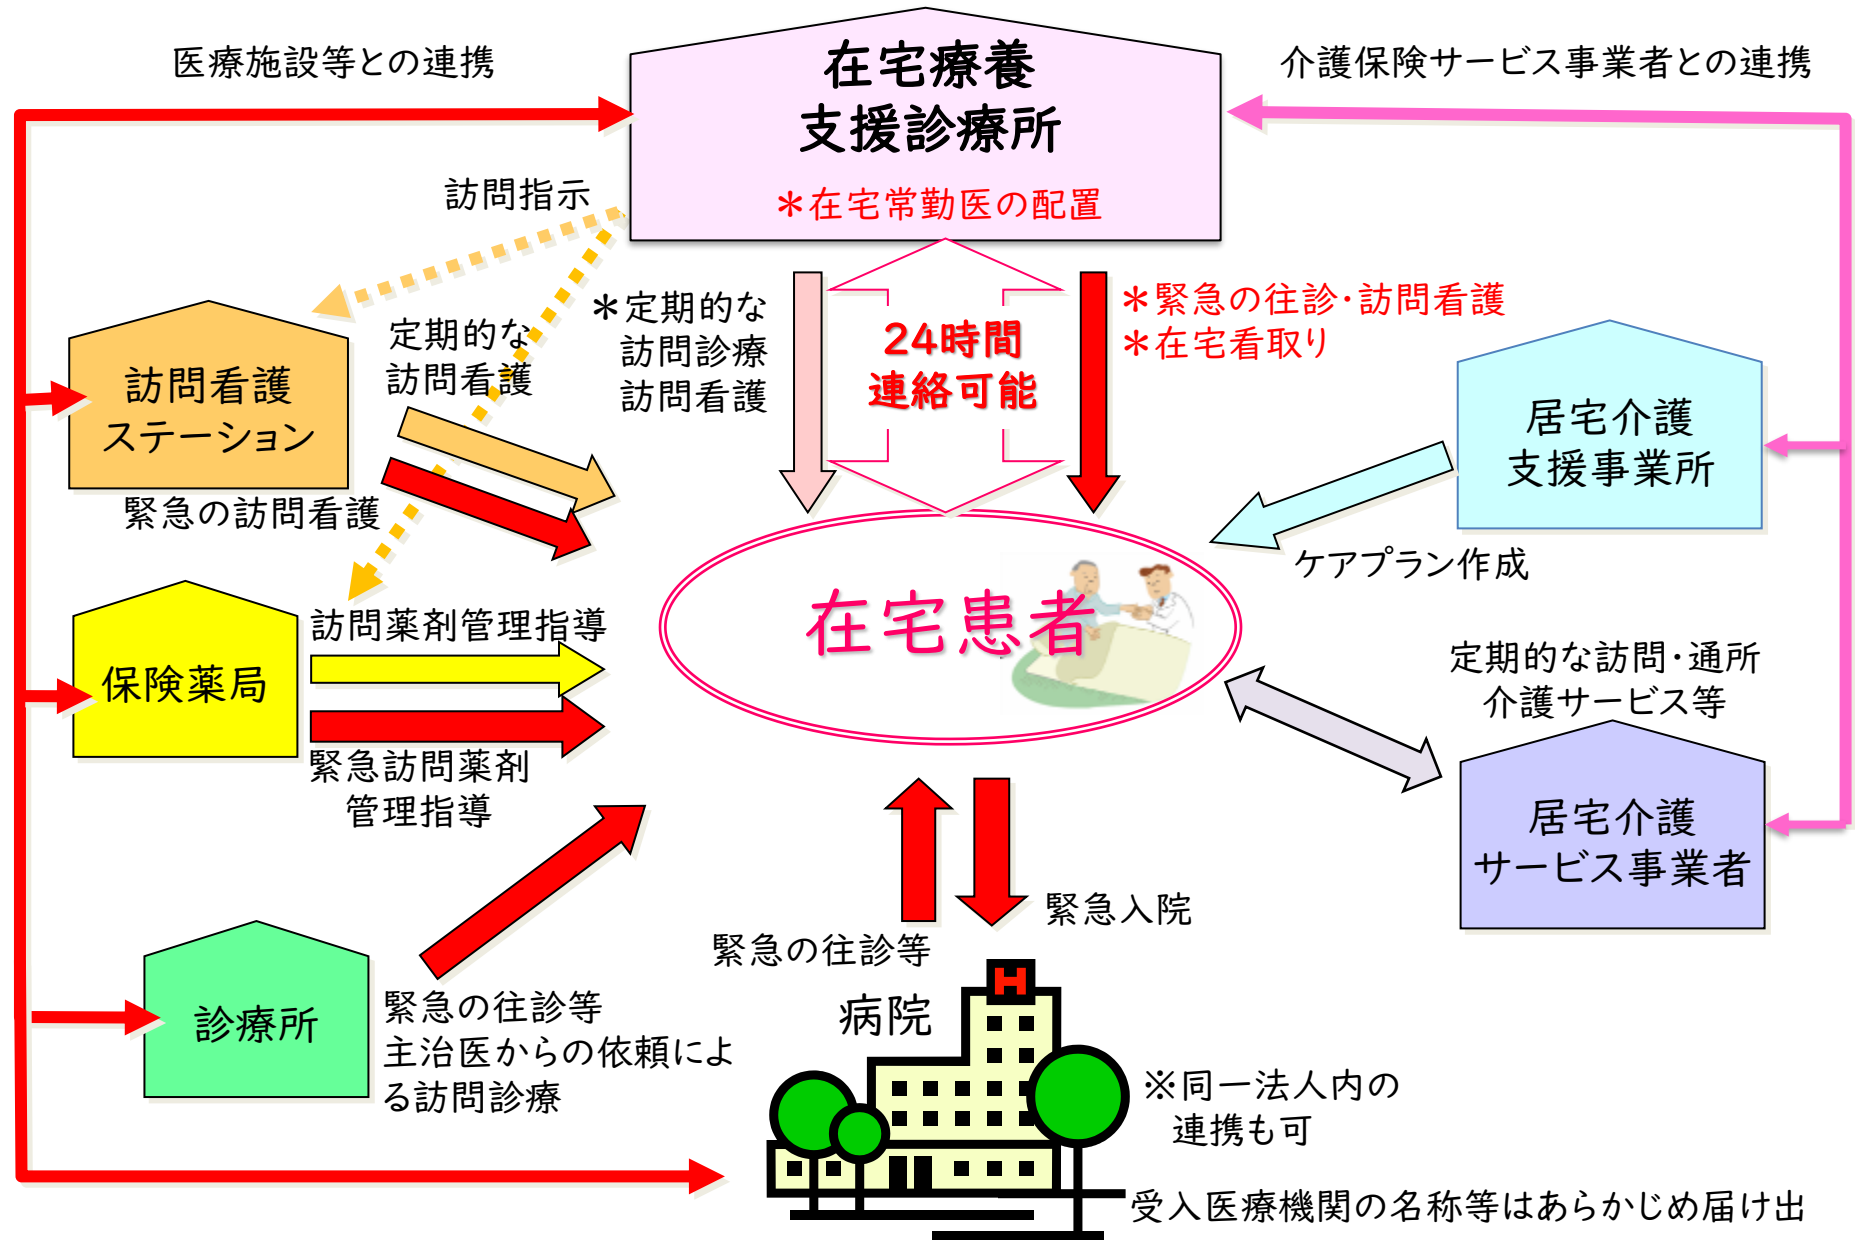 医療施設等との連携
在宅療養
支援診療所
＊在宅常勤医の配置
介護保険サービス事業者との連携
訪問指示
定期的な
訪問看護
＊定期的な
訪問診療
訪問看護
24時間
連絡可能
＊緊急の往診・訪問看護
＊在宅看取り
訪問看護
ステーション
緊急の訪問看護
居宅介護
支援事業所
ケアプラン作成
在宅患者
訪問薬剤管理指導
保険薬局
緊急訪問薬剤
管理指導
定期的な訪問・通所
介護サービス等
居宅介護
サービス事業者
緊急の往診等
緊急入院
診療所
緊急の往診等
主治医からの依頼によ
る訪問診療
病院
H
※同一法人内の
連携も可
受入医療機関の名称等はあらかじめ届け出